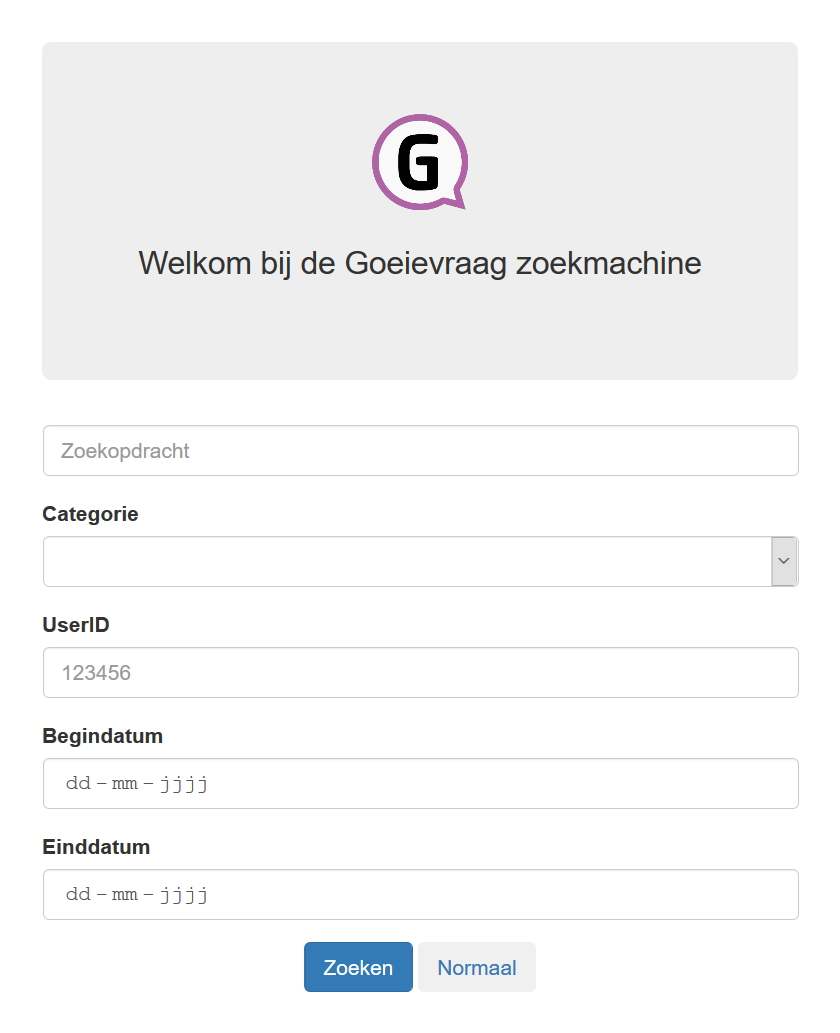 G
Welkom bij de Goeievraag zoekmachine
Zoekopdracht
Categorie
UserID
123456
Begindatum
dd – mm – jjjj
Einddatum
dd – mm – jjjj
Zoeken Normaal